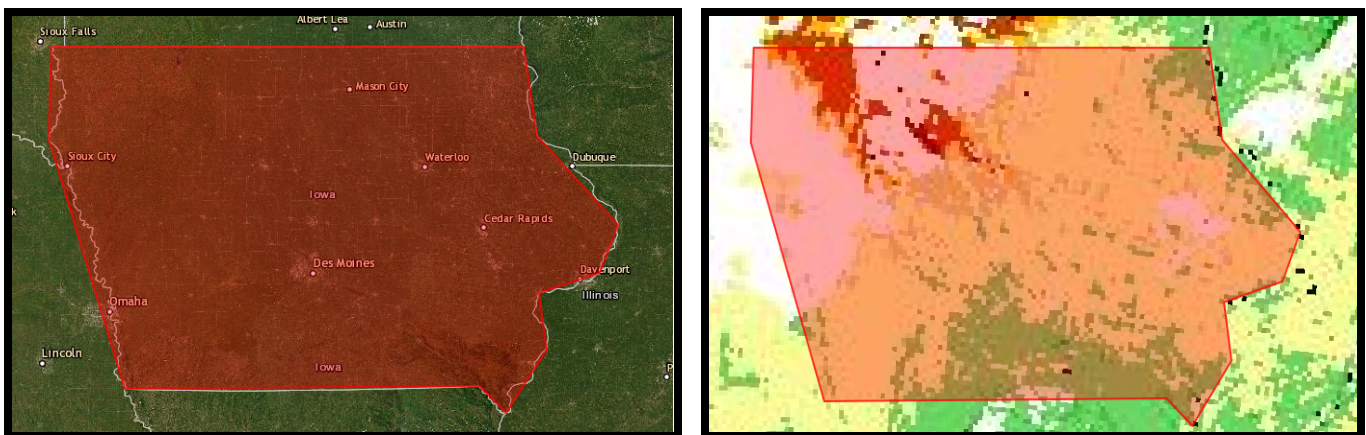 Albert Lea
Austin
Sioux Falls
Mason City
Sioux City
Waterloo
Dubuque
Iowa
k
Cedar Rapids
Des Moines
Davenport
Illinois
Omaha
Lincoln
Iowa
P